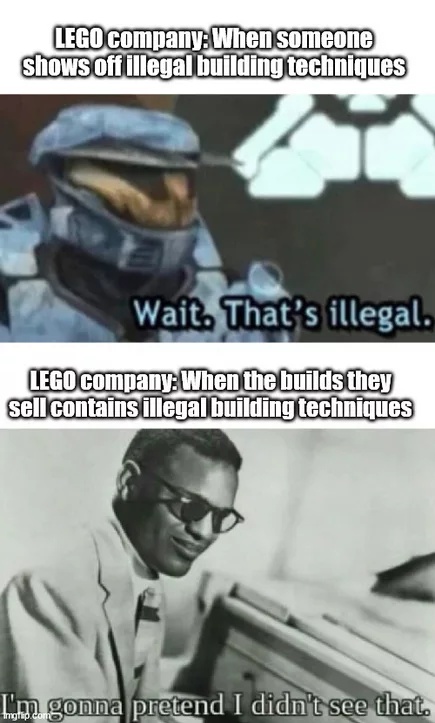 LEGO company: When someone
shows off illegal building techniques
Wait. That's illegal.
LEGO company: When the builds they
sell contains illegal building techniques
I'm gonna pretend I didn't see that.
imgflip.com